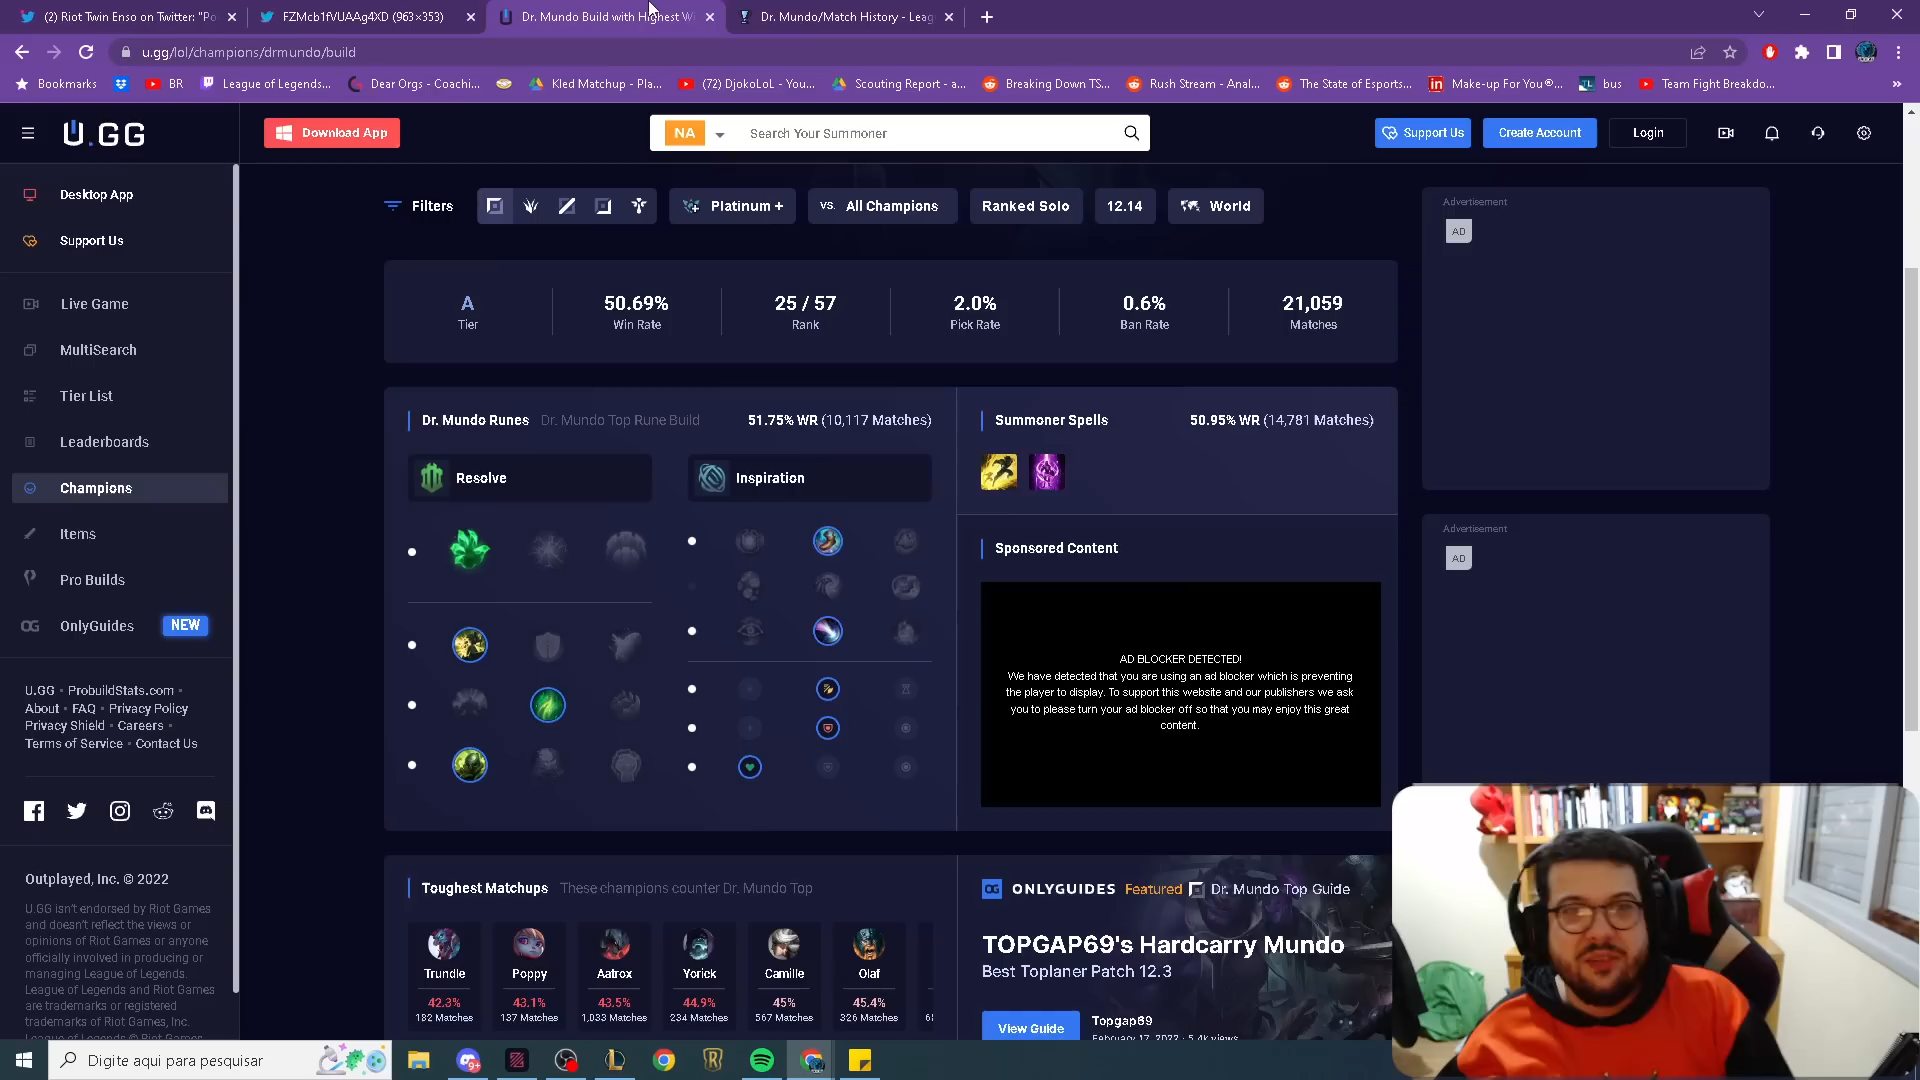 (2) Riot Twin Enso on Twitter: "Po
FZMcb1fVUAAg4XD (963×353)
Dr. Mundo Build with Highest Wi
Dr. Mundo/Match History - Leag
u.gg/lol/champions/drmundo/build
Bookmarks
BR
League of Legends...
Dear Orgs - Coachi...
Kled Matchup - Pla...
(72) DjokoLoL - You...
Scouting Report - a...
Breaking Down TS...
Rush Stream - Anal...
The State of Esports...
Make-up For You ®...
bus
Team Fight Breakdo...
U.GG
Download App
NA
Search Your Summoner
Support Us
Create Account
Login
Desktop App
Support Us
Live Game
MultiSearch
Tier List
Leaderboards
Champions
Items
Pro Builds
OnlyGuides NEW
U.GG • ProbuildStats.com •
About • FAQ • Privacy Policy
Privacy Shield • Careers •
Terms of Service • Contact Us
Outplayed, Inc. © 2022
U.GG isn't endorsed by Riot Games
and doesn't reflect the views or
opinions of Riot Games or anyone
officially involved in producing or
managing League of Legends.
League of Legends and Riot Games
are trademarks or registered
trademarks of Riot Games, Inc.
League of Legends © Riot Games
Filters
Platinum +
VS. All Champions
Ranked Solo
12.14
World
A
Tier
50.69%
Win Rate
25 / 57
Rank
2.0%
Pick Rate
0.6%
Ban Rate
21,059
Matches
Dr. Mundo Runes Dr. Mundo Top Rune Build 51.75% WR (10,117 Matches)
Resolve
Inspiration
Summoner Spells 50.95% WR (14,781 Matches)
Sponsored Content
AD BLOCKER DETECTED!
We have detected that you are using an ad blocker which is preventing
the player to display. To support this website and our publishers we ask
you to please turn your ad blocker off so that you may enjoy this great
content.
Advertisement
AD
Advertisement
AD
Toughest Matchups These champions counter Dr. Mundo Top
Trundle
42.3%
182 Matches
Poppy
43.1%
137 Matches
Aatrox
43.5%
1,033 Matches
Yorick
44.9%
234 Matches
Camille
45%
567 Matches
Olaf
45.4%
326 Matches
OG ONLYGUIDES Featured Dr. Mundo Top Guide
TOPGAP69's Hardcarry Mundo
Best Toplaner Patch 12.3
View Guide
Topgap69
February 17, 2022 · 5.4k views
Digite aqui para pesquisar